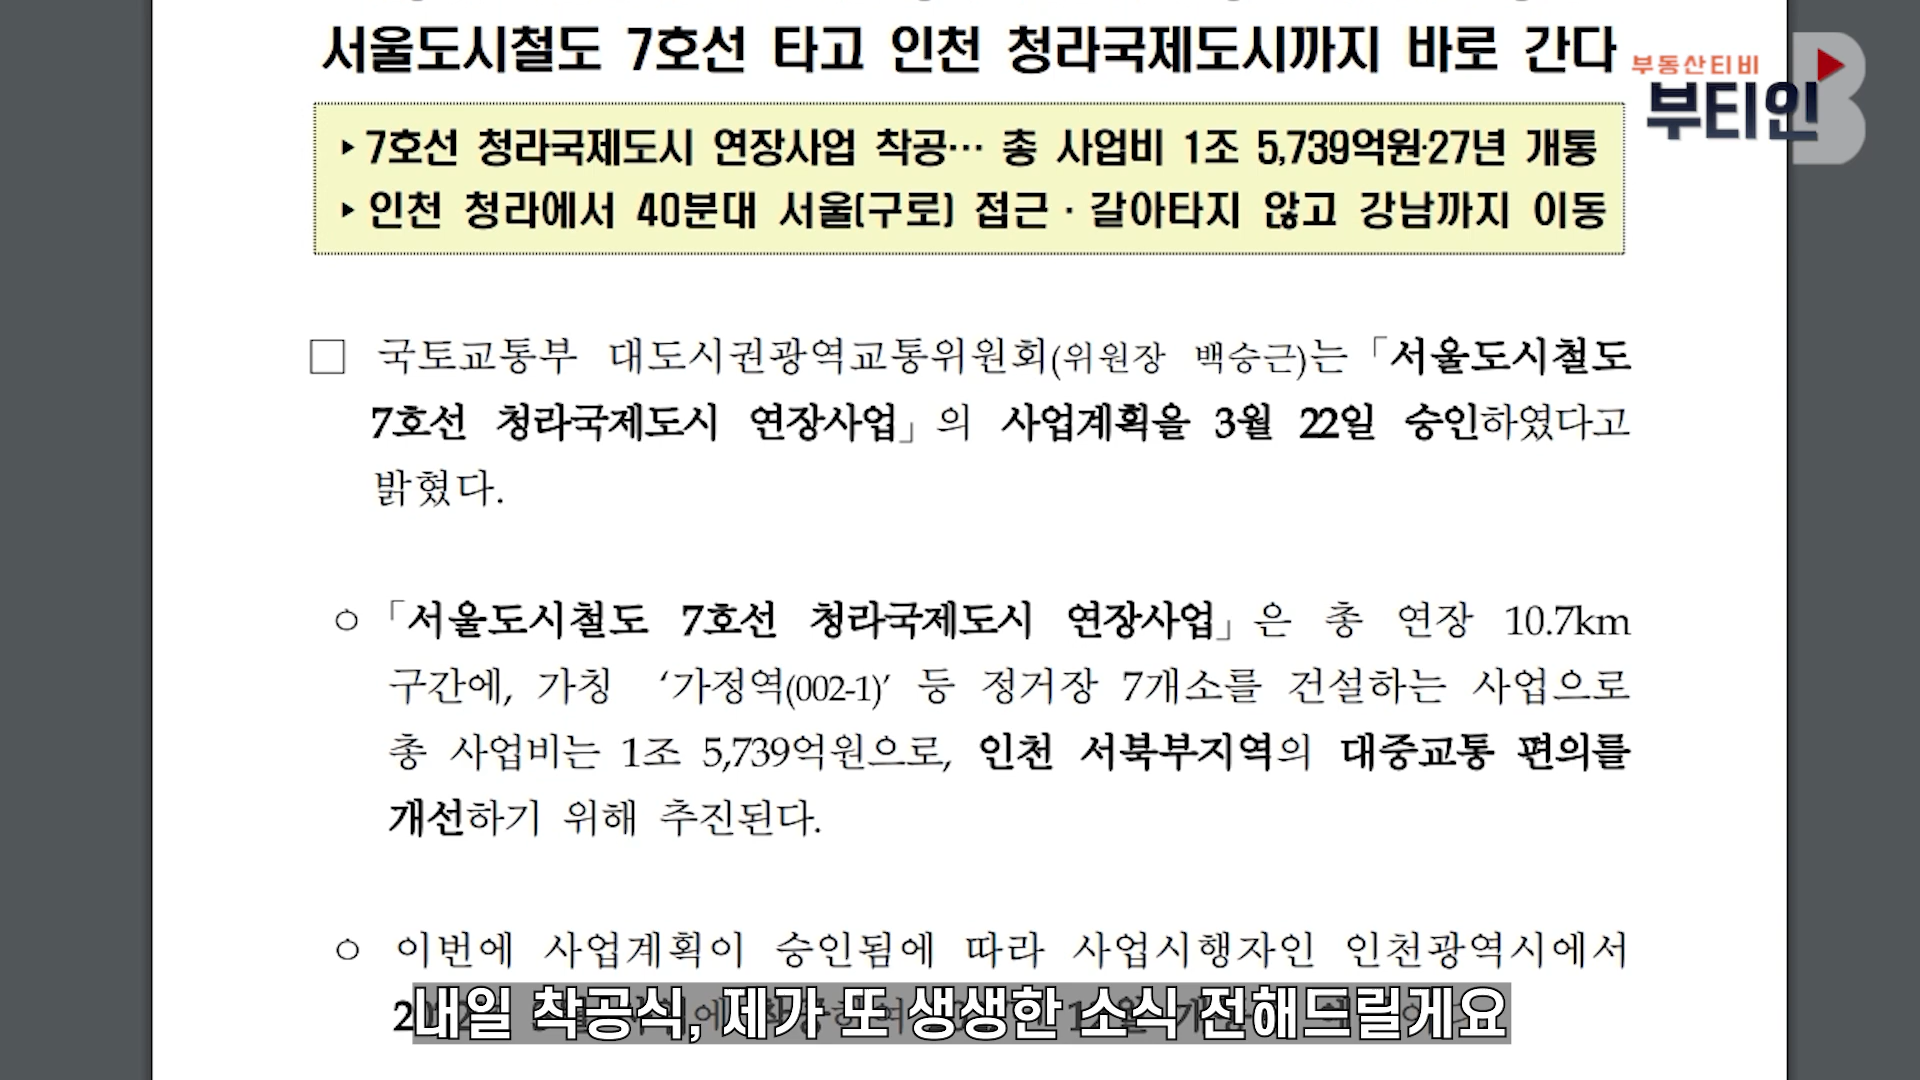 서울도시철도 7호선 타고 인천 청라국제도시까지 바로 간다
부동산티비
부티인
▸7호선 청라국제도시 연장사업 착공… 총 사업비 1조 5,739억원·27년 개통
▸인천 청라에서 40분대 서울(구로) 접근 · 갈아타지 않고 강남까지 이동
□ 국토교통부 대도시권광역교통위원회(위원장 백승근)는「서울도시철도
7호선 청라국제도시 연장사업」의 사업계획을 3월 22일 승인하였다고
밝혔다.
○「서울도시철도 7호선 청라국제도시 연장사업」은 총 연장 10.7km
구간에, 가칭 ‘가정역(002-1)’ 등 정거장 7개소를 건설하는 사업으로
총 사업비는 1조 5,739억원으로, 인천 서북부지역의 대중교통 편의를
개선하기 위해 추진된다.
○ 이번에 사업계획이 승인됨에 따라 사업시행자인 인천광역시에서
내일 착공식, 제가 또 생생한 소식 전해드릴게요